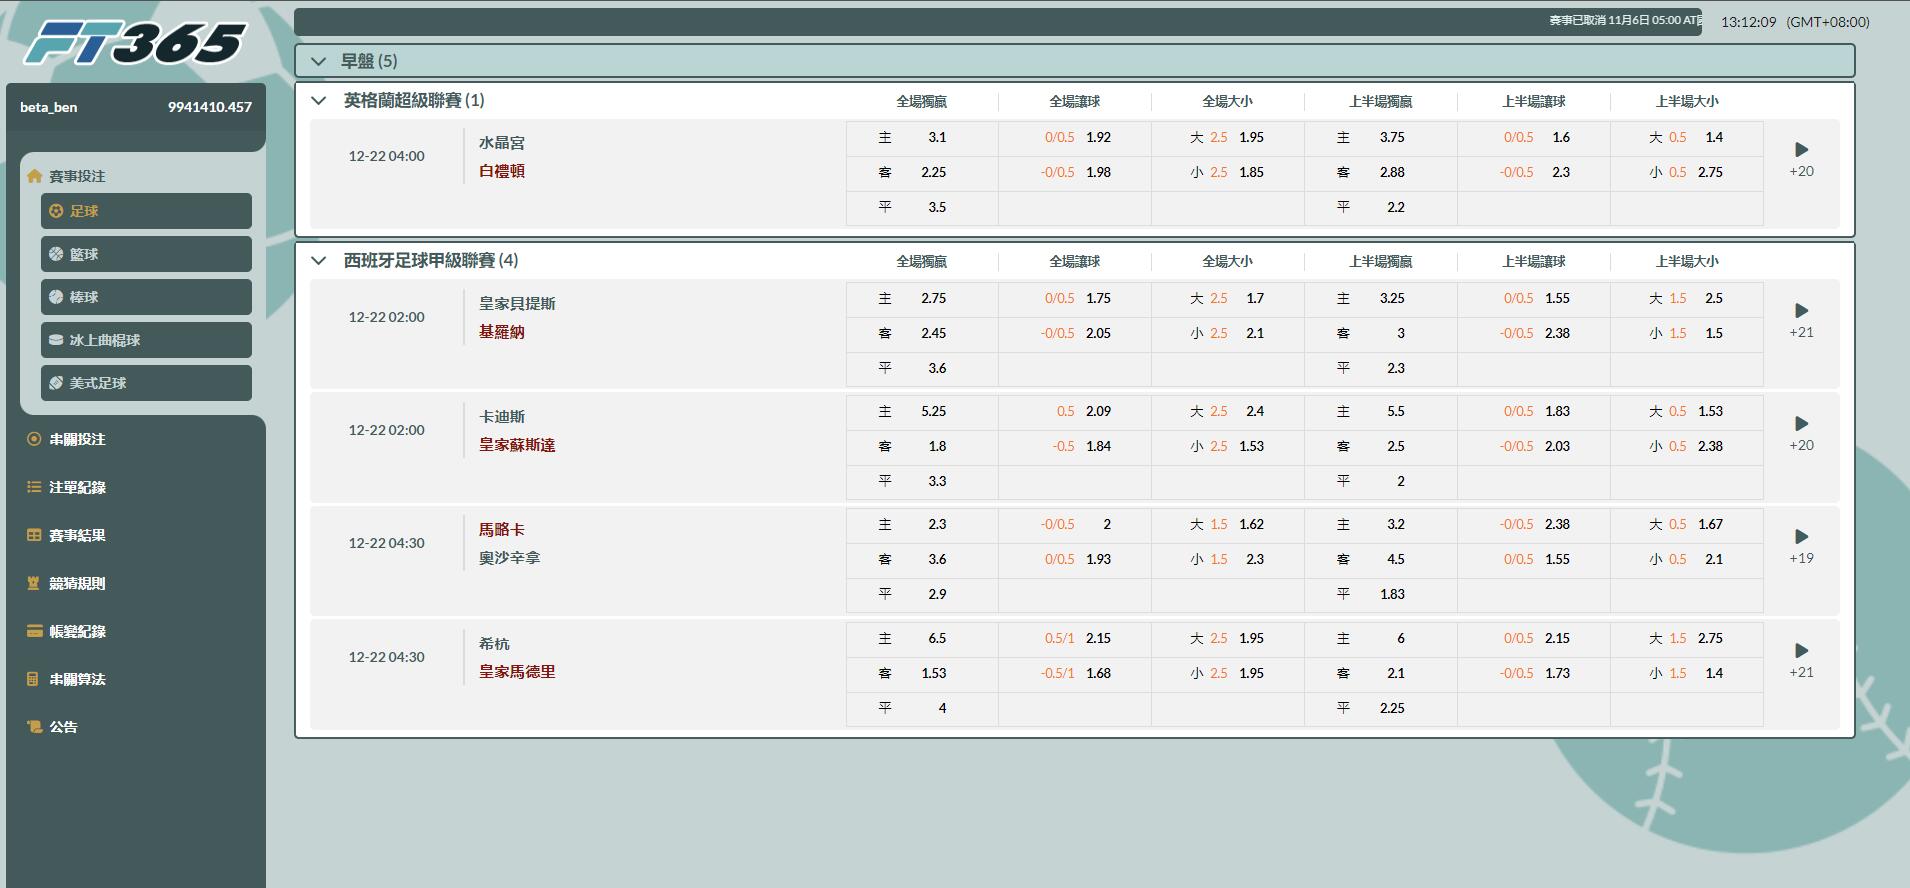 FT365
賽事已取消 11月6日 05:00 AT
13:12:09 (GMT+08:00)
beta_ben 9941410.457
賽事投注
足球
籃球
棒球
冰上曲棍球
美式足球
串關投注
注單紀錄
賽事結果
競猜規則
帳變紀錄
串關算法
公告
早盤 (5)
英格蘭超級聯賽 (1) 全場獨贏 全場讓球 全場大小 上半場獨贏 上半場讓球 上半場大小
12-22 04:00
水晶宮
白禮頓
主 3.1 0/0.5 1.92 大 2.5 1.95 主 3.75 0/0.5 1.6 大 0.5 1.4
客 2.25 -0/0.5 1.98 小 2.5 1.85 客 2.88 -0/0.5 2.3 小 0.5 2.75
平 3.5 平 2.2
+20
西班牙足球甲級聯賽 (4) 全場獨贏 全場讓球 全場大小 上半場獨贏 上半場讓球 上半場大小
12-22 02:00
皇家貝提斯
基羅納
主 2.75 0/0.5 1.75 大 2.5 1.7 主 3.25 0/0.5 1.55 大 1.5 2.5
客 2.45 -0/0.5 2.05 小 2.5 2.1 客 3 -0/0.5 2.38 小 1.5 1.5
平 3.6 平 2.3
+21
12-22 02:00
卡迪斯
皇家蘇斯達
主 5.25 0.5 2.09 大 2.5 2.4 主 5.5 0/0.5 1.83 大 0.5 1.53
客 1.8 -0.5 1.84 小 2.5 1.53 客 2.5 -0/0.5 2.03 小 0.5 2.38
平 3.3 平 2
+20
12-22 04:30
馬略卡
奧沙辛拿
主 2.3 -0/0.5 2 大 1.5 1.62 主 3.2 -0/0.5 2.38 大 0.5 1.67
客 3.6 0/0.5 1.93 小 1.5 2.3 客 4.5 0/0.5 1.55 小 0.5 2.1
平 2.9 平 1.83
+19
12-22 04:30
希杭
皇家馬德里
主 6.5 0.5/1 2.15 大 2.5 1.95 主 6 0/0.5 2.15 大 1.5 2.75
客 1.53 -0.5/1 1.68 小 2.5 1.95 客 2.1 -0/0.5 1.73 小 1.5 1.4
平 4 平 2.25
+21